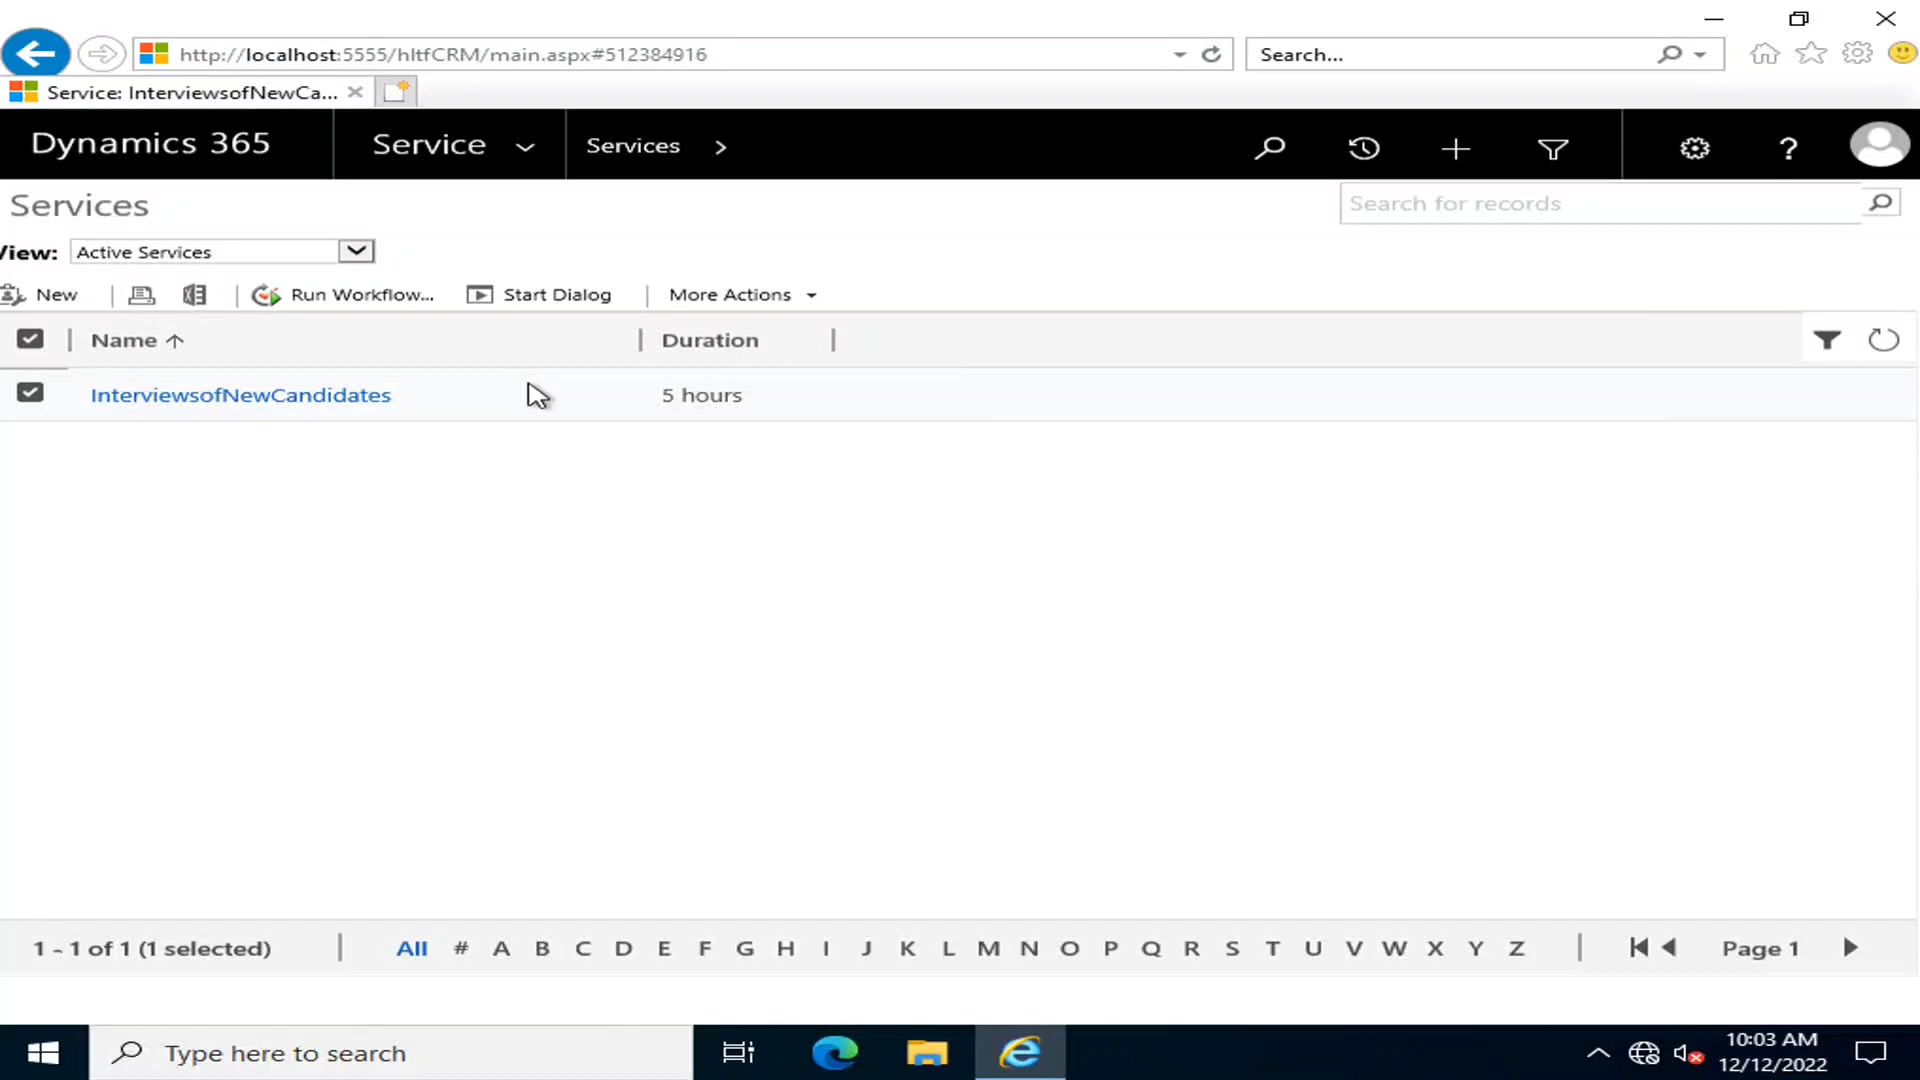 http://localhost:5555/hltfCRM/main.aspx#512384916
Search...
Service: InterviewsofNewCa...
Dynamics 365
Service
Services
Services
Search for records
View:
Active Services
New
Run Workflow...
Start Dialog
More Actions
Name
Duration
InterviewsofNewCandidates
5 hours
1 - 1 of 1 (1 selected)
All # A B C D E F G H I J K L M N O P Q R S T U V W X Y Z
Page 1
Type here to search
10:03 AM
12/12/2022